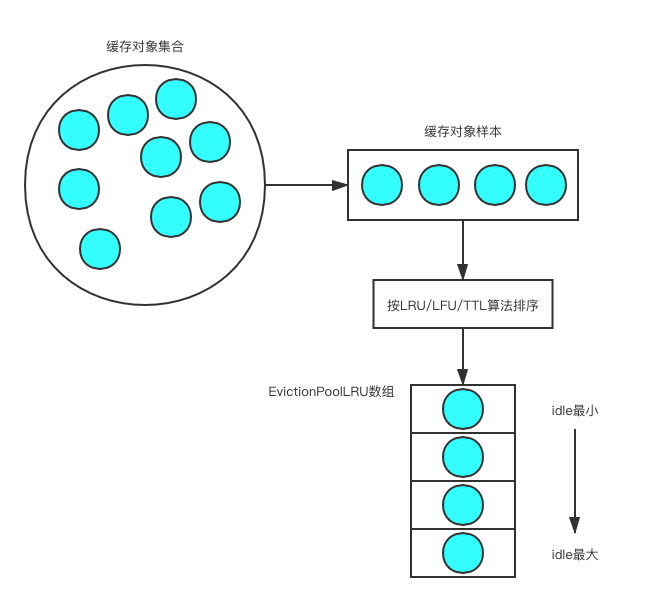 缓存对象集合
缓存对象样本
按LRU/LFU/TTL算法排序
EvictionPoolLRU数组
idle最小
idle最大